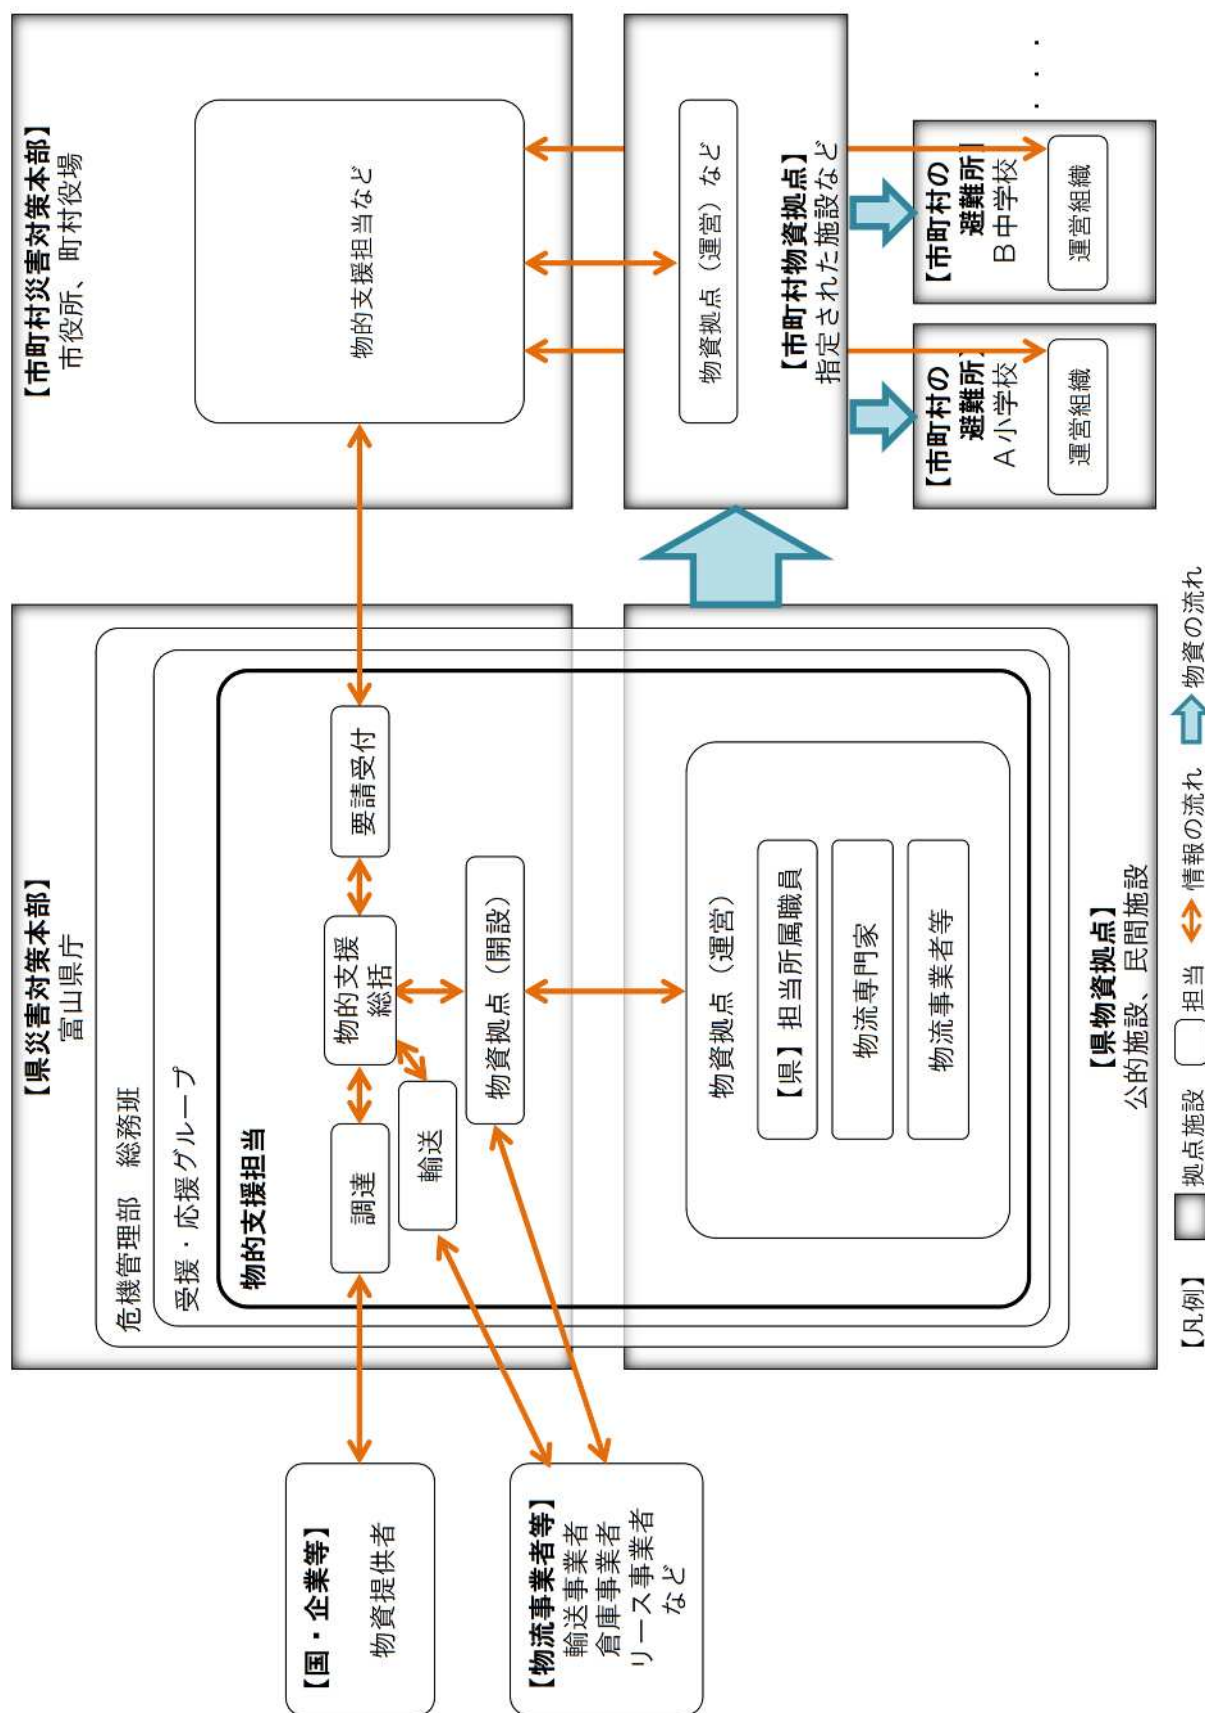 【国・企業等】
物資提供者
【物流事業者等】
輸送事業者
倉庫事業者
リース事業者
など
【県災害対策本部】
富山県庁
危機管理部　総務班
受援・応援グループ
物的支援担当
調達
物的支援
総括
要請受付
輸送
物資拠点（開設）
物資拠点（運営）
【県】担当所属職員
物流専門家
物流事業者等
【県物資拠点】
公的施設、民間施設
【市町村災害対策本部】
市役所、町村役場
物的支援担当など
物資拠点（運営）など
【市町村物資拠点】
指定された施設など
【市町村の
避難所】
A小学校
運営組織
【市町村の
避難所】
B中学校
運営組織
・・・
【凡例】
拠点施設
担当
情報の流れ
物資の流れ